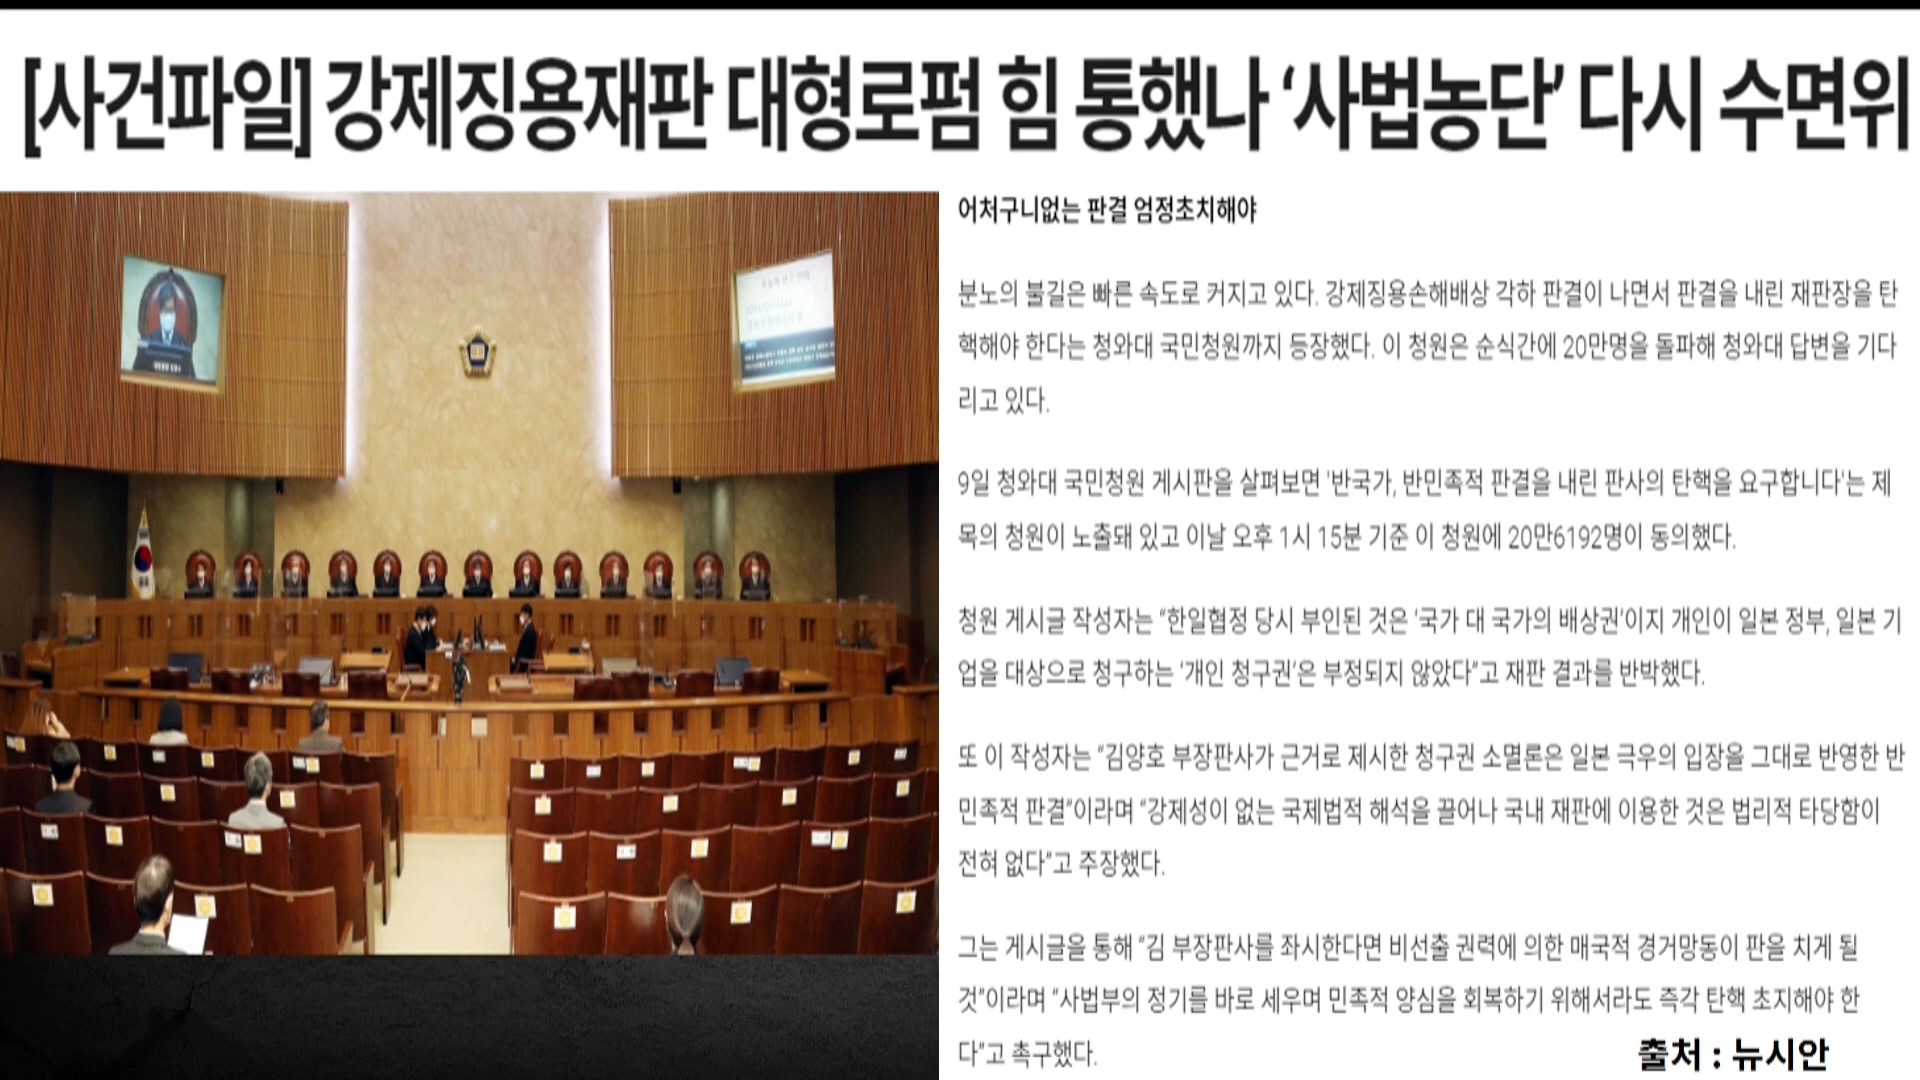 [사건파일] 강제징용재판 대형로펌 힘 통했나 ‘사법농단’ 다시 수면위
어처구니없는 판결 엄정조치해야
분노의 불길은 빠른 속도로 커지고 있다. 강제징용손해배상 각하 판결이 나면서 판결을 내린 재판장을 탄
핵해야 한다는 청와대 국민청원까지 등장했다. 이 청원은 순식간에 20만명을 돌파해 청와대 답변을 기다
리고 있다.
9일 청와대 국민청원 게시판을 살펴보면 '반국가, 반민족적 판결을 내린 판사의 탄핵을 요구합니다'는 제
목의 청원이 노출돼 있고 이날 오후 1시 15분 기준 이 청원에 20만6192명이 동의했다.
청원 게시글 작성자는 “한일협정 당시 부인된 것은 ‘국가 대 국가의 배상권’이지 개인이 일본 정부, 일본 기
업을 대상으로 청구하는 ‘개인 청구권’은 부정되지 않았다”고 재판 결과를 반박했다.
또 이 작성자는 “김양호 부장판사가 근거로 제시한 청구권 소멸론은 일본 극우의 입장을 그대로 반영한 반
민족적 판결”이라며 “강제성이 없는 국제법적 해석을 끌어나 국내 재판에 이용한 것은 법리적 타당함이
전혀 없다”고 주장했다.
그는 게시글을 통해 “김 부장판사를 좌시한다면 비선출 권력에 의한 매국적 경거망동이 판을 치게 될
것”이라며 “사법부의 정기를 바로 세우며 민족적 양심을 회복하기 위해서라도 즉각 탄핵 초지해야 한
다”고 촉구했다.
출처 : 뉴시안